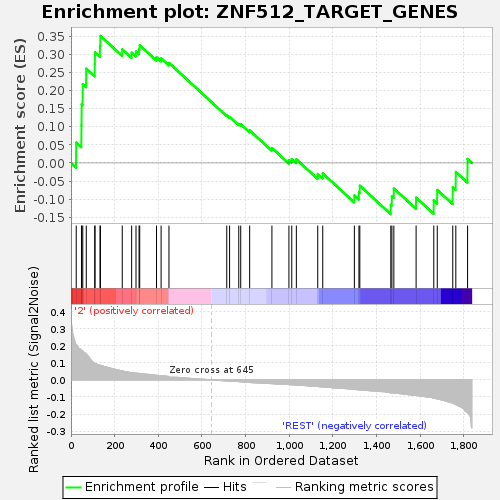 Enrichment plot: ZNF512_TARGET_GENES
Enrichment score (ES)
0.35
0.30
0.25
0.20
0.15
0.10
0.05
0.00
-0.05
-0.10
-0.15
'2' (positively correlated)
Ranked list metric (Signal2Noise)
0.4
0.3
0.2
0.1
0.0
-0.1
-0.2
-0.3
Zero cross at 645
'REST' (negatively correlated)
0 200 400 600 800 1,000 1,200 1,400 1,600 1,800
Rank in Ordered Dataset
Enrichment profile Hits Ranking metric scores